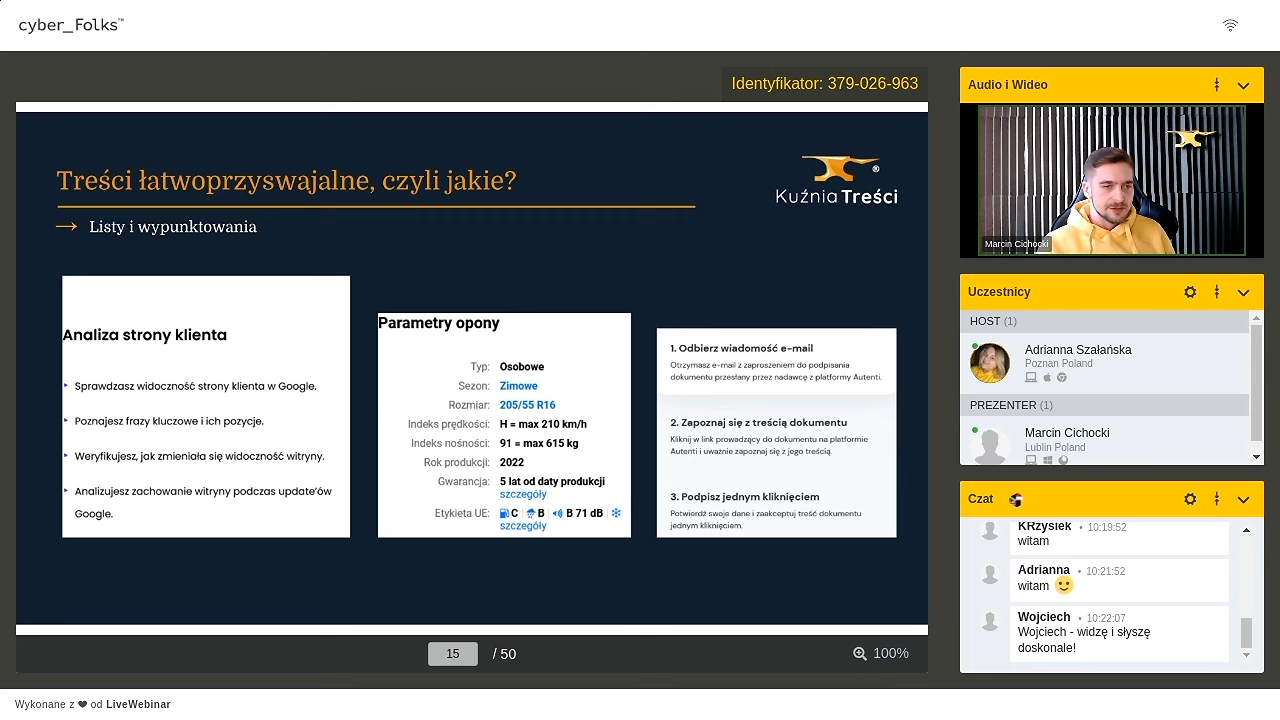 cyber_Folks™
Identyfikator: 379-026-963
Treści łatwoprzyswajalne, czyli jakie?
Kuźnia Treści ®
Listy i wypunktowania
Analiza strony klienta
Sprawdzasz widoczność strony klienta w Google.
Poznajesz frazy kluczowe i ich pozycje.
Weryfikujesz, jak zmieniała się widoczność witryny.
Analizujesz zachowanie witryny podczas update'ów
Google.
Parametry opony
Typ: Osobowe
Sezon: Zimowe
Rozmiar: 205/55 R16
Indeks prędkości: H = max 210 km/h
Indeks nośności: 91 = max 615 kg
Rok produkcji: 2022
Gwarancja: 5 lat od daty produkcji
szczegóły
Etykieta UE: C B B 71 dB
szczegóły
1. Odbierz wiadomość e-mail
Otrzymasz e-mail z zaproszeniem do podpisania
dokumentu przesłany przez nadawcę z platformy Autenti.
2. Zapoznaj się z treścią dokumentu
Kliknij w link prowadzący do dokumentu na platformie
Autenti i uważnie zapoznaj się z jego treścią.
3. Podpisz jednym kliknięciem
Potwierdź swoje dane i zaakceptuj treść dokumentu
jednym kliknięciem.
15 / 50
100%
Audio i Wideo
Marcin Cichocki
Uczestnicy
HOST (1)
Adrianna Szałańska
Poznan Poland
PREZENTER (1)
Marcin Cichocki
Lublin Poland
Czat
KRzysiek • 10:19:52
witam
Adrianna • 10:21:52
witam 🙂
Wojciech • 10:22:07
Wojciech - widzę i słyszę
doskonale!
Wykonane z ❤ od LiveWebinar